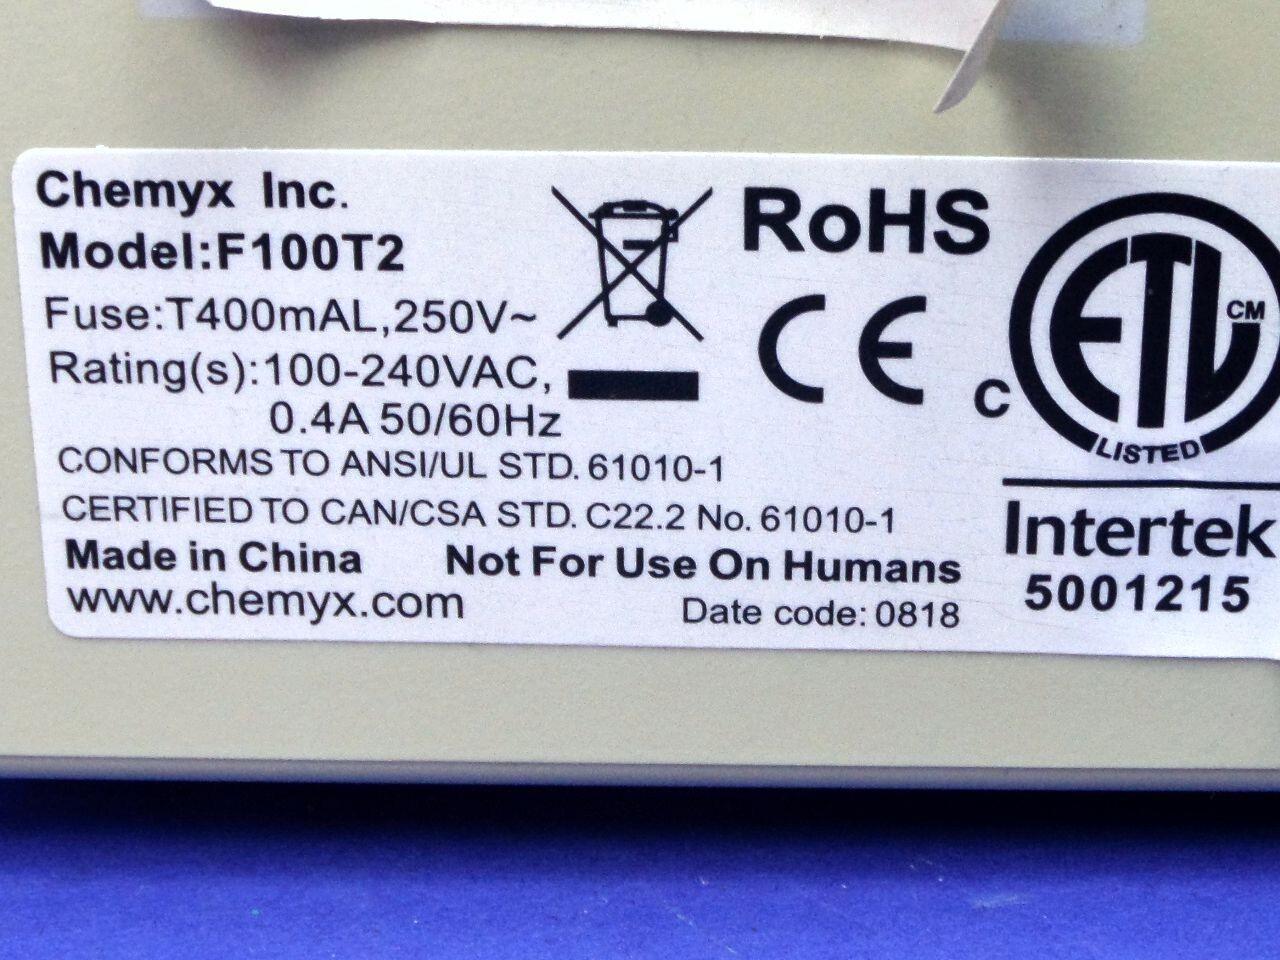 Chemyx Inc.
Model:F100T2
Fuse:T400mAL,250V~
Rating(s):100-240VAC,
0.4A 50/60Hz
CONFORMS TO ANSI/UL STD. 61010-1
CERTIFIED TO CAN/CSA STD. C22.2 No. 61010-1
Made in China Not For Use On Humans
www.chemyx.com Date code: 0818
RoHS
CE
C ETL CM
LISTED
Intertek
5001215